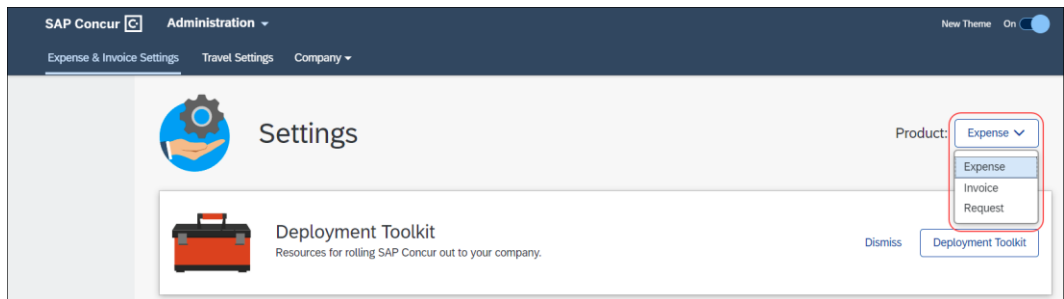 SAP Concur C Administration New Theme On
Expense & Invoice Settings Travel Settings Company
Settings
Product: Expense
Expense
Invoice
Request
Deployment Toolkit
Resources for rolling SAP Concur out to your company.
Dismiss Deployment Toolkit